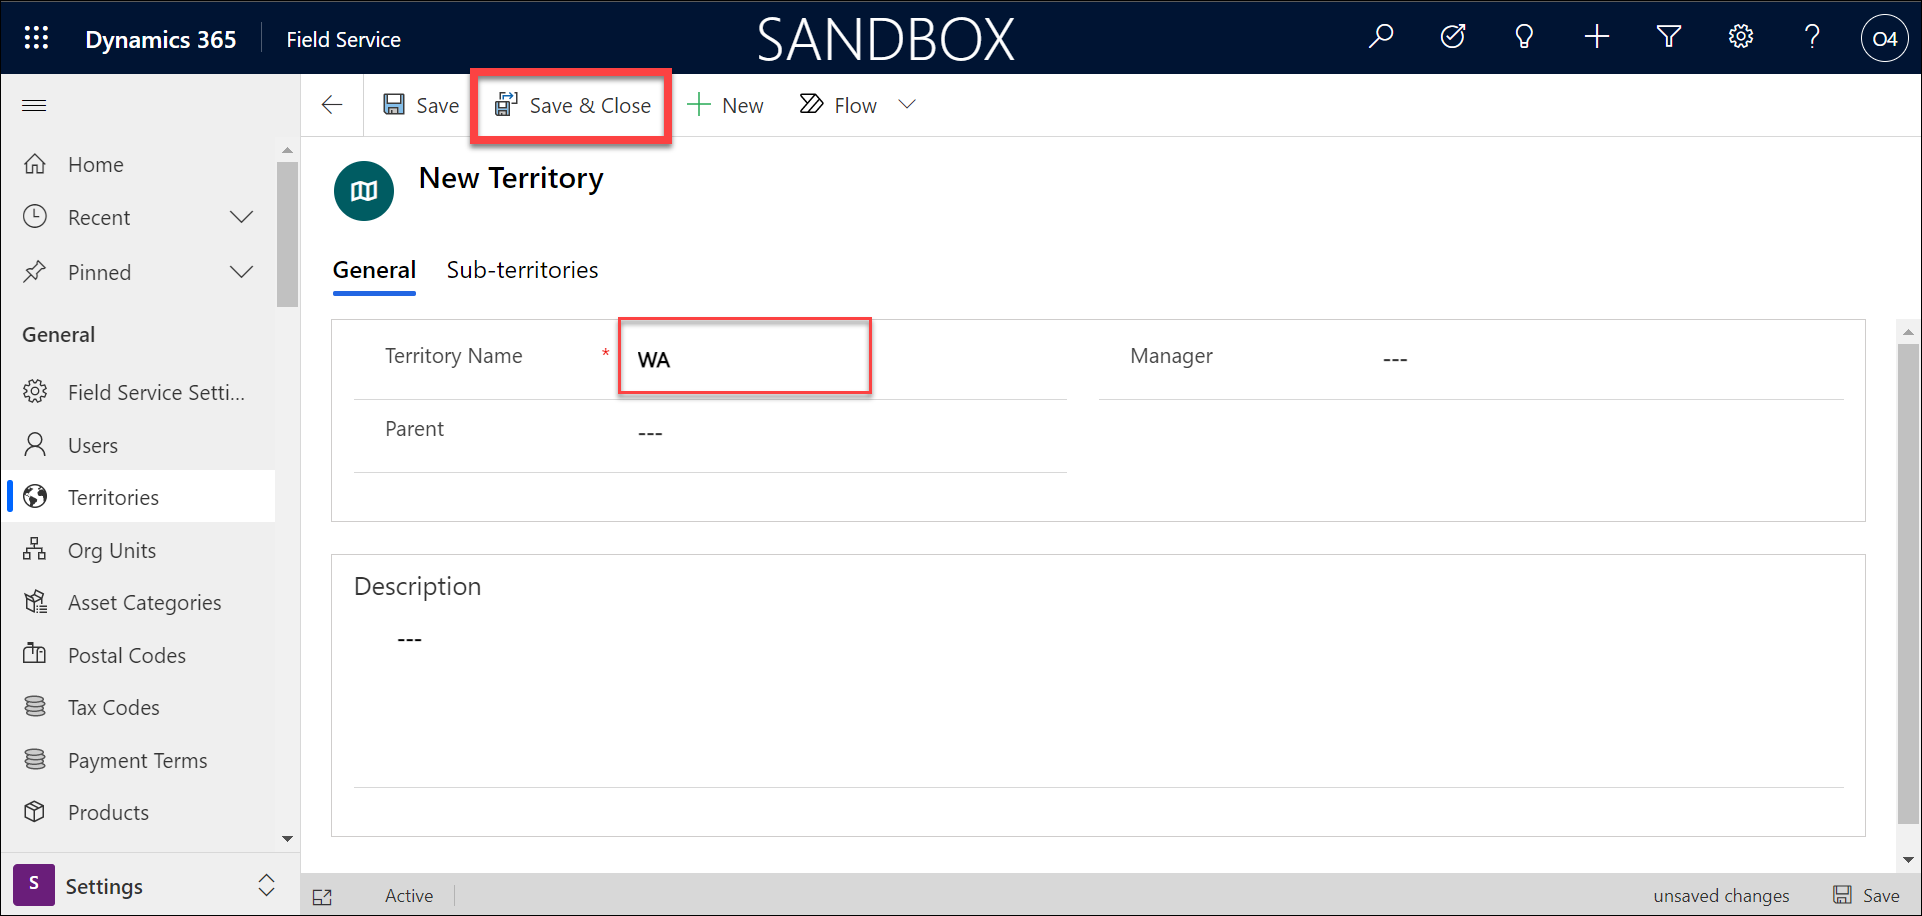 Dynamics 365 Field Service SANDBOX O4
Save Save & Close New Flow
Home
Recent
Pinned
General
Field Service Setti...
Users
Territories
Org Units
Asset Categories
Postal Codes
Tax Codes
Payment Terms
Products
S Settings
New Territory
General Sub-territories
Territory Name * WA Manager ---
Parent ---
Description
---
Active unsaved changes Save